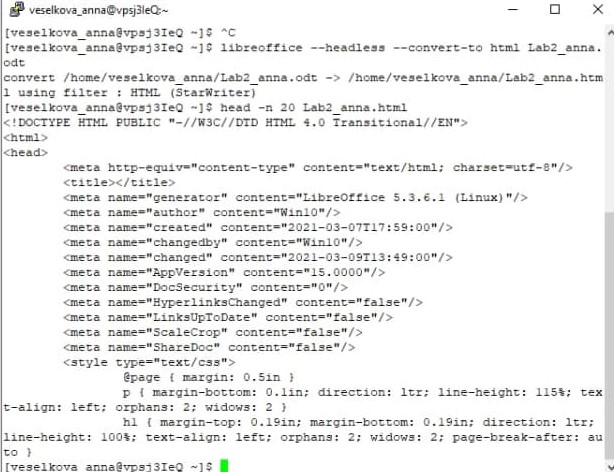 veselkova_anna@vpsj3IeQ:~
[veselkova_anna@vpsj3IeQ ~]$ ^C
[veselkova_anna@vpsj3IeQ ~]$ libreoffice --headless --convert-to html Lab2_anna.
odt
convert /home/veselkova_anna/Lab2_anna.odt -> /home/veselkova_anna/Lab2_anna.htm
l using filter : HTML (StarWriter)
[veselkova_anna@vpsj3IeQ ~]$ head -n 20 Lab2_anna.html
<!DOCTYPE HTML PUBLIC "-//W3C//DTD HTML 4.0 Transitional//EN">
<html>
<head>
        <meta http-equiv="content-type" content="text/html; charset=utf-8"/>
        <title></title>
        <meta name="generator" content="LibreOffice 5.3.6.1 (Linux)"/>
        <meta name="author" content="Win10"/>
        <meta name="created" content="2021-03-07T17:59:00"/>
        <meta name="changedby" content="Win10"/>
        <meta name="changed" content="2021-03-09T13:49:00"/>
        <meta name="AppVersion" content="15.0000"/>
        <meta name="DocSecurity" content="0"/>
        <meta name="HyperlinksChanged" content="false"/>
        <meta name="LinksUpToDate" content="false"/>
        <meta name="ScaleCrop" content="false"/>
        <meta name="ShareDoc" content="false"/>
        <style type="text/css">
                @page { margin: 0.5in }
                p { margin-bottom: 0.1in; direction: ltr; line-height: 115%; tex
t-align: left; orphans: 2; widows: 2 }
                h1 { margin-top: 0.19in; margin-bottom: 0.19in; direction: ltr;
line-height: 100%; text-align: left; orphans: 2; widows: 2; page-break-after: au
to }
[veselkova_anna@vpsj3IeQ ~]$